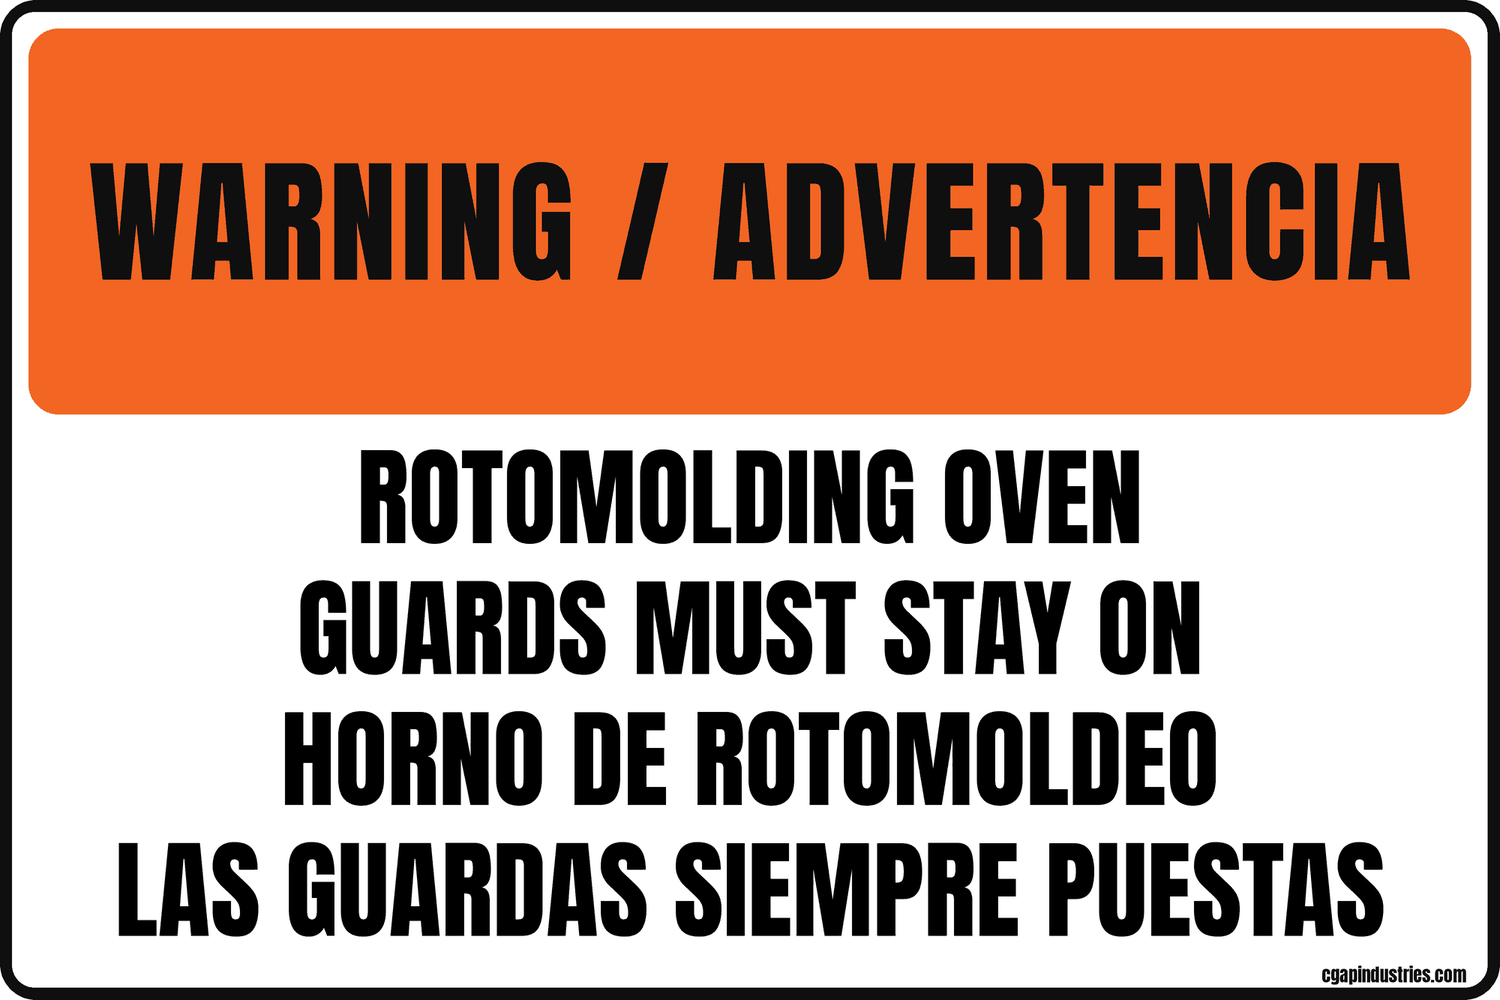 WARNING / ADVERTENCIA
ROTOMOLDING OVEN
GUARDS MUST STAY ON
HORNO DE ROTOMOLDEO
LAS GUARDAS SIEMPRE PUESTAS
cgapindustries.com